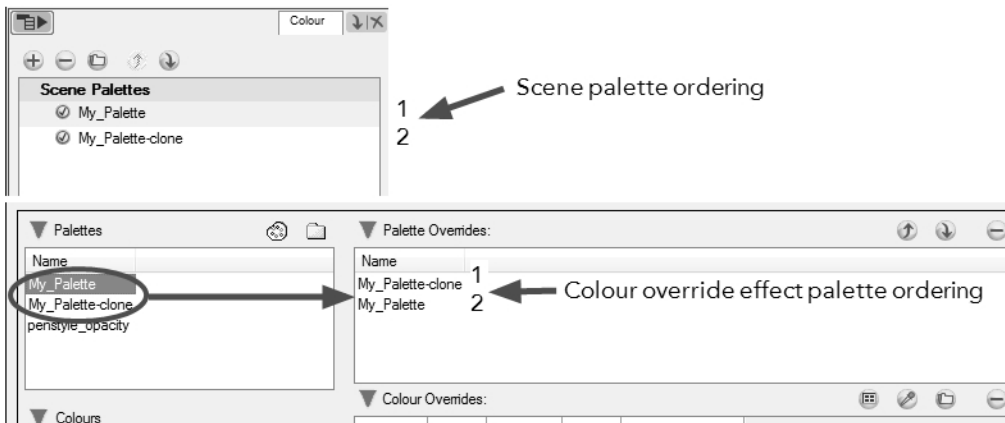 Colour
Scene Palettes
My_Palette
My_Palette-clone
1
2
Scene palette ordering
Palettes
Name
My_Palette
My_Palette-clone
penstyle_opacity
Colours
Palette Overrides:
Name
My_Palette-clone
My_Palette
1
2
Colour override effect palette ordering
Colour Overrides: